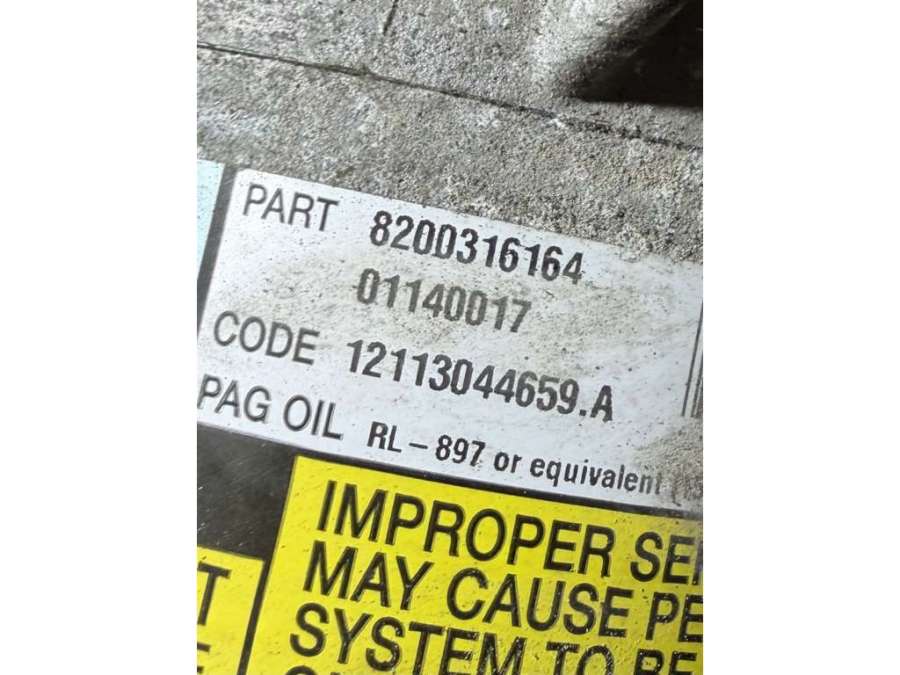 PART 8200316164
01140017
CODE 12113044659.A
PAG OIL RL-897 or equivalent
IMPROPER SE
MAY CAUSE PE
SYSTEM TO BE
T